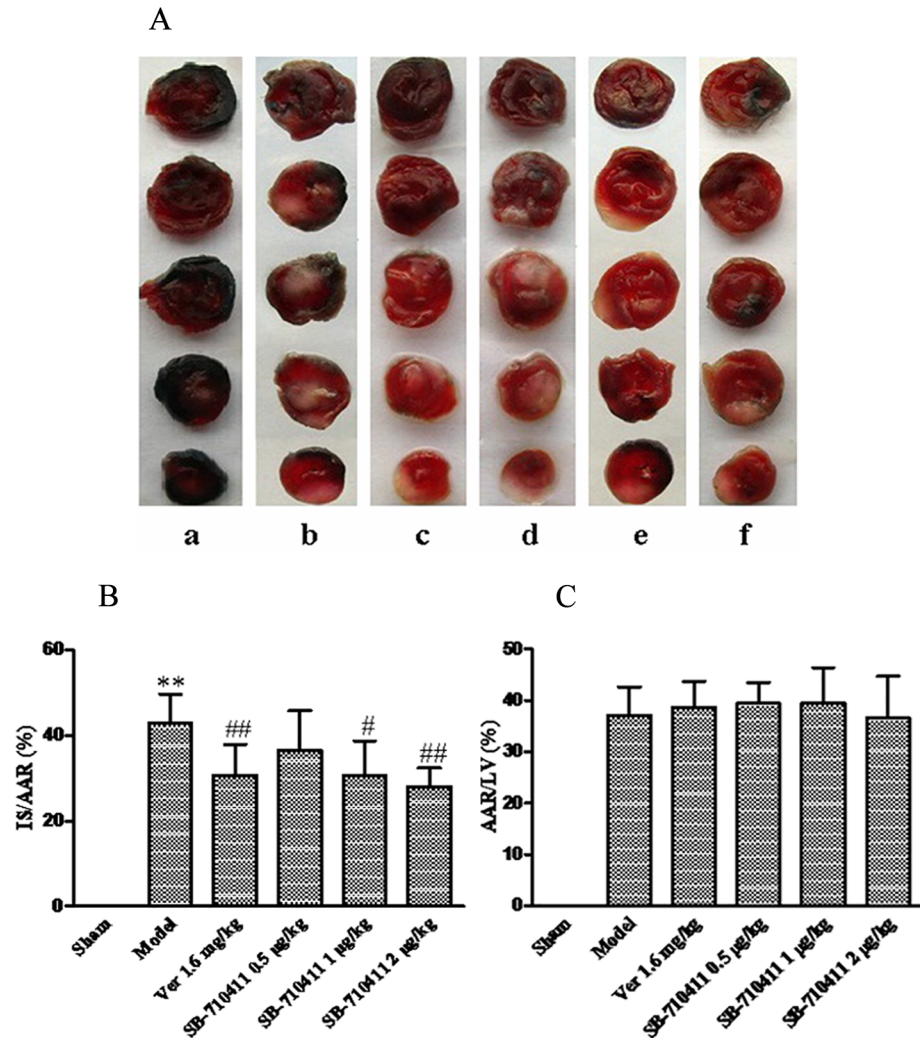 A
a b c d e f
B
60
40
20
0
IS/AAR (%)
**
##
#
##
Sham
Model
Ver 1.6 mg/kg
SB-710411 0.5 µg/kg
SB-710411 1 µg/kg
SB-710411 2 µg/kg
C
50
40
30
20
10
0
AAR/LV (%)
Sham
Model
Ver 1.6 mg/kg
SB-710411 0.5 µg/kg
SB-710411 1 µg/kg
SB-710411 2 µg/kg